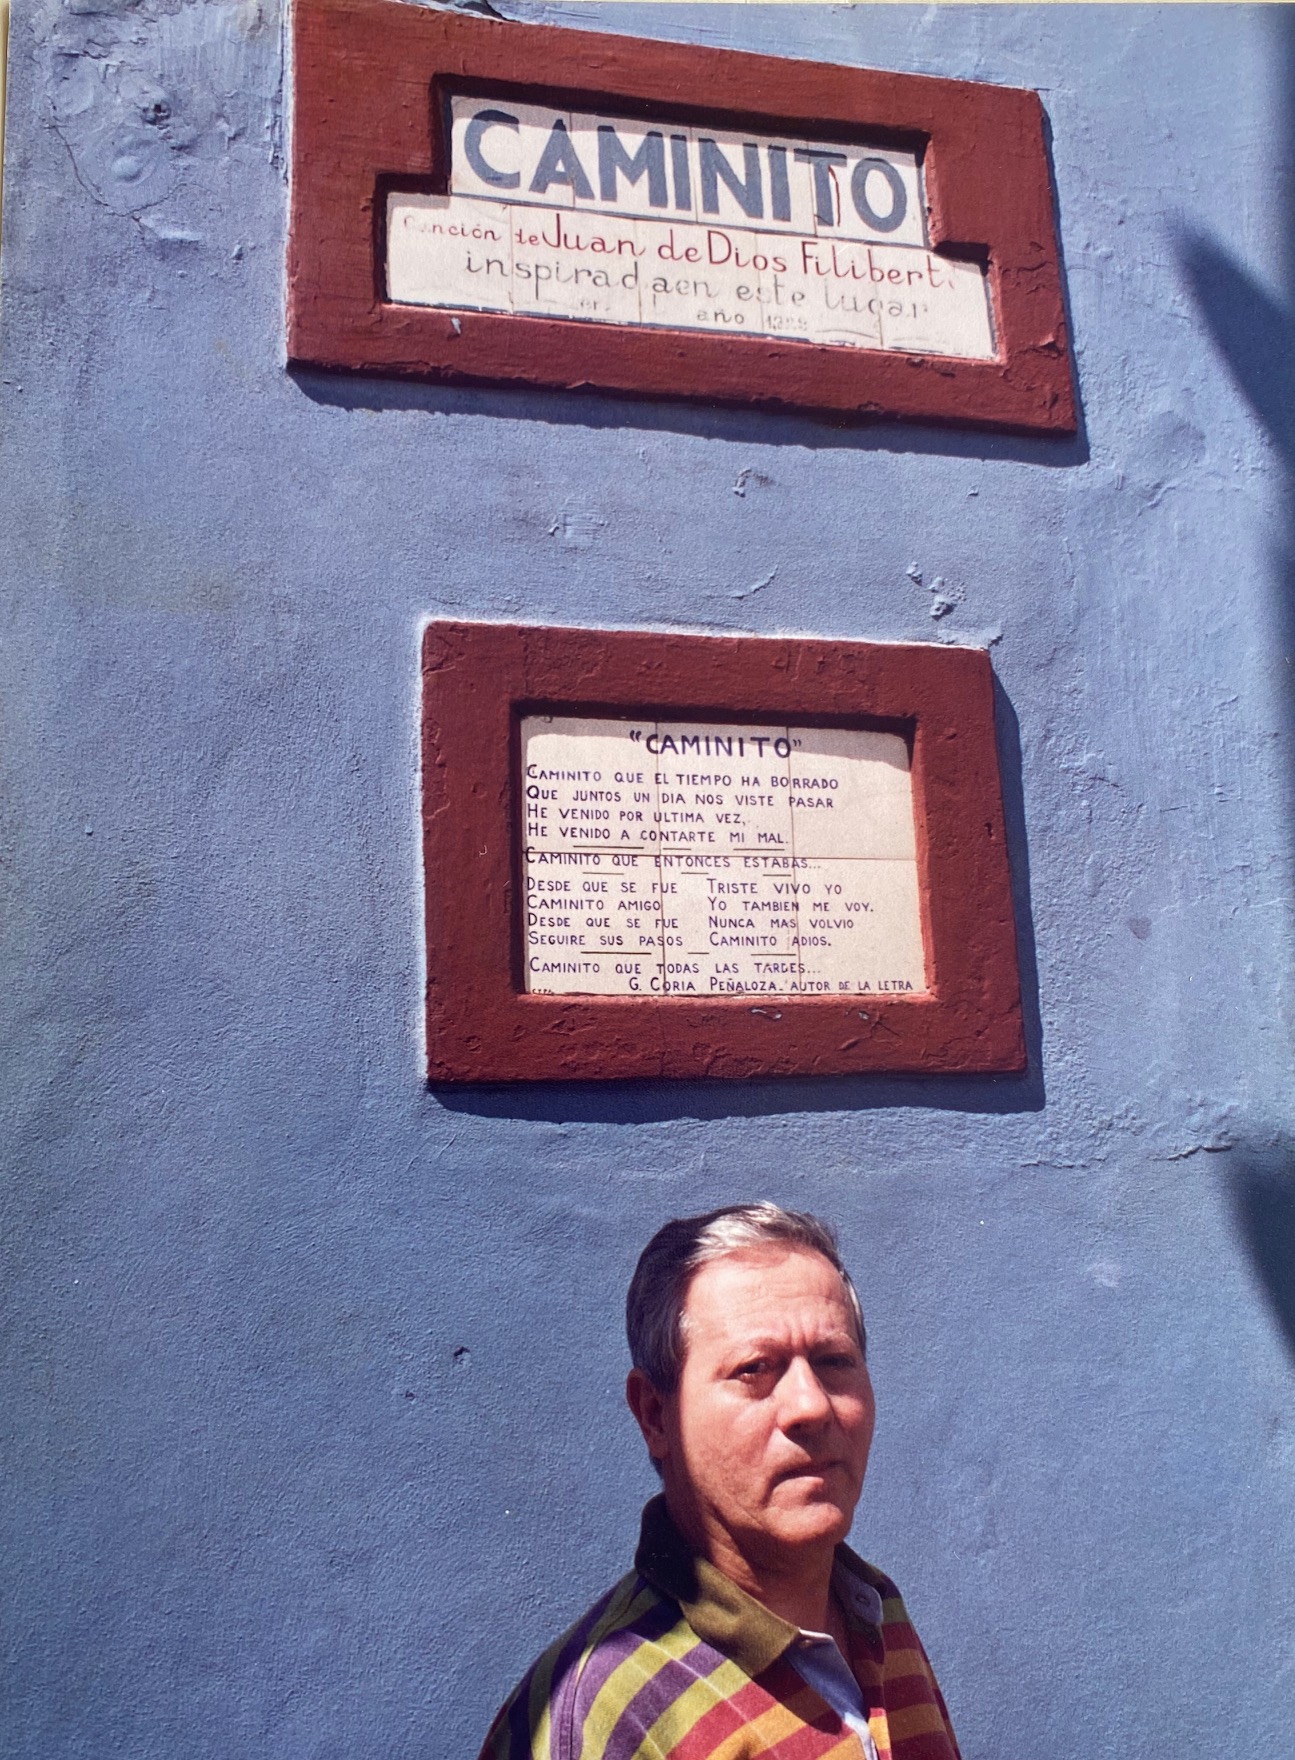 CAMINITO
Canción de Juan de Dios Filibert
inspirada en este lugar
en año
"CAMINITO"
CAMINITO QUE EL TIEMPO HA BORRADO
QUE JUNTOS UN DIA NOS VISTE PASAR
HE VENIDO POR ULTIMA VEZ,
HE VENIDO A CONTARTE MI MAL.
CAMINITO QUE ENTONCES ESTABAS...
DESDE QUE SE FUE TRISTE VIVO YO
CAMINITO AMIGO YO TAMBIEN ME VOY.
DESDE QUE SE FUE NUNCA MAS VOLVIO
SEGUIRE SUS PASOS CAMINITO ADIOS.
CAMINITO QUE TODAS LAS TARDES...
G. CORIA PEÑALOZA. AUTOR DE LA LETRA